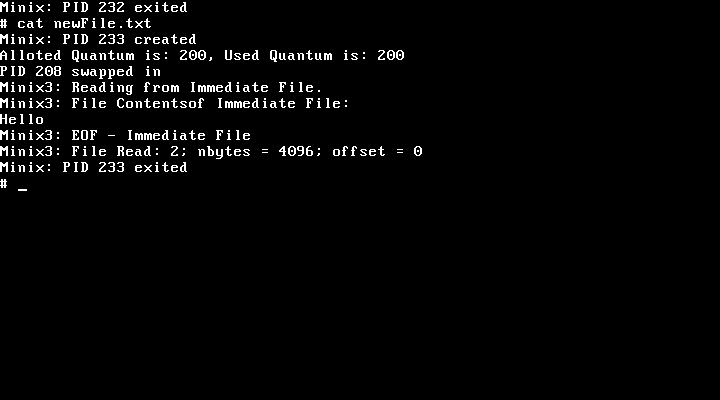 Minix: PID 232 exited
# cat newFile.txt
Minix: PID 233 created
Alloted Quantum is: 200, Used Quantum is: 200
PID 208 swapped in
Minix3: Reading from Immediate File.
Minix3: File Contentsof Immediate File:
Hello
Minix3: EOF - Immediate File
Minix3: File Read: 2; nbytes = 4096; offset = 0
Minix: PID 233 exited
# _